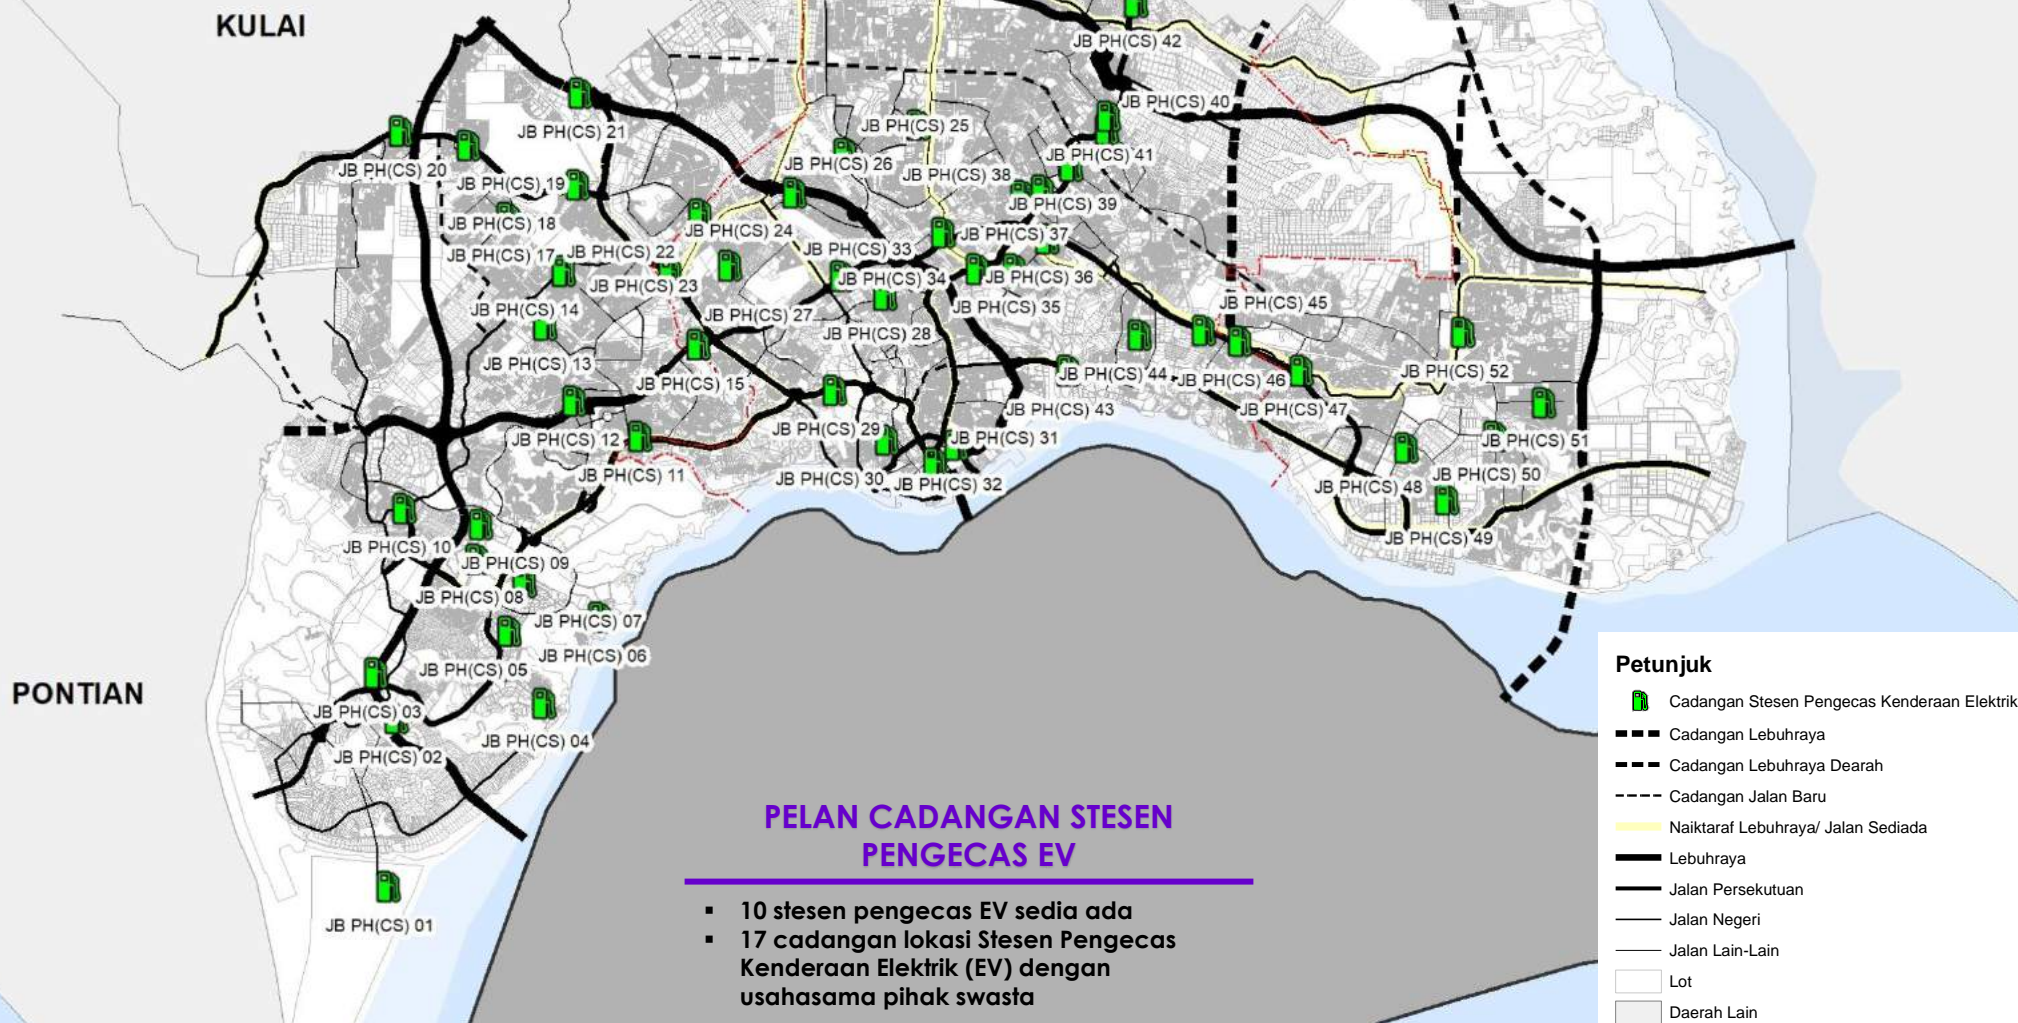 KULAI
JB PH(CS) 42
JB PH(CS) 40
JB PH(CS) 21
JB PH(CS) 25
JB PH(CS) 26
JB PH(CS) 41
JB PH(CS) 20
JB PH(CS) 38
JB PH(CS) 19
JB PH(CS) 39
JB PH(CS) 18
JB PH(CS) 24
JB PH(CS) 37
JB PH(CS) 17
JB PH(CS) 22
JB PH(CS) 33
JB PH(CS) 34
JB PH(CS) 36
JB PH(CS) 23
JB PH(CS) 45
JB PH(CS) 14
JB PH(CS) 35
JB PH(CS) 27
JB PH(CS) 28
JB PH(CS) 13
JB PH(CS) 52
JB PH(CS) 44
JB PH(CS) 46
JB PH(CS) 15
JB PH(CS) 43
JB PH(CS) 47
JB PH(CS) 29
JB PH(CS) 31
JB PH(CS) 12
JB PH(CS) 51
JB PH(CS) 11
JB PH(CS) 50
JB PH(CS) 30
JB PH(CS) 32
JB PH(CS) 48
JB PH(CS) 49
JB PH(CS) 10
JB PH(CS) 09
JB PH(CS) 08
JB PH(CS) 07
JB PH(CS) 06
JB PH(CS) 05
PONTIAN
JB PH(CS) 03
JB PH(CS) 04
JB PH(CS) 02
JB PH(CS) 01
PELAN CADANGAN STESEN
PENGECAS EV
▪ 10 stesen pengecas EV sedia ada
▪ 17 cadangan lokasi Stesen Pengecas
Kenderaan Elektrik (EV) dengan
usahasama pihak swasta
Petunjuk
Cadangan Stesen Pengecas Kenderaan Elektrik
Cadangan Lebuhraya
Cadangan Lebuhraya Dearah
Cadangan Jalan Baru
Naiktaraf Lebuhraya/ Jalan Sediada
Lebuhraya
Jalan Persekutuan
Jalan Negeri
Jalan Lain-Lain
Lot
Daerah Lain